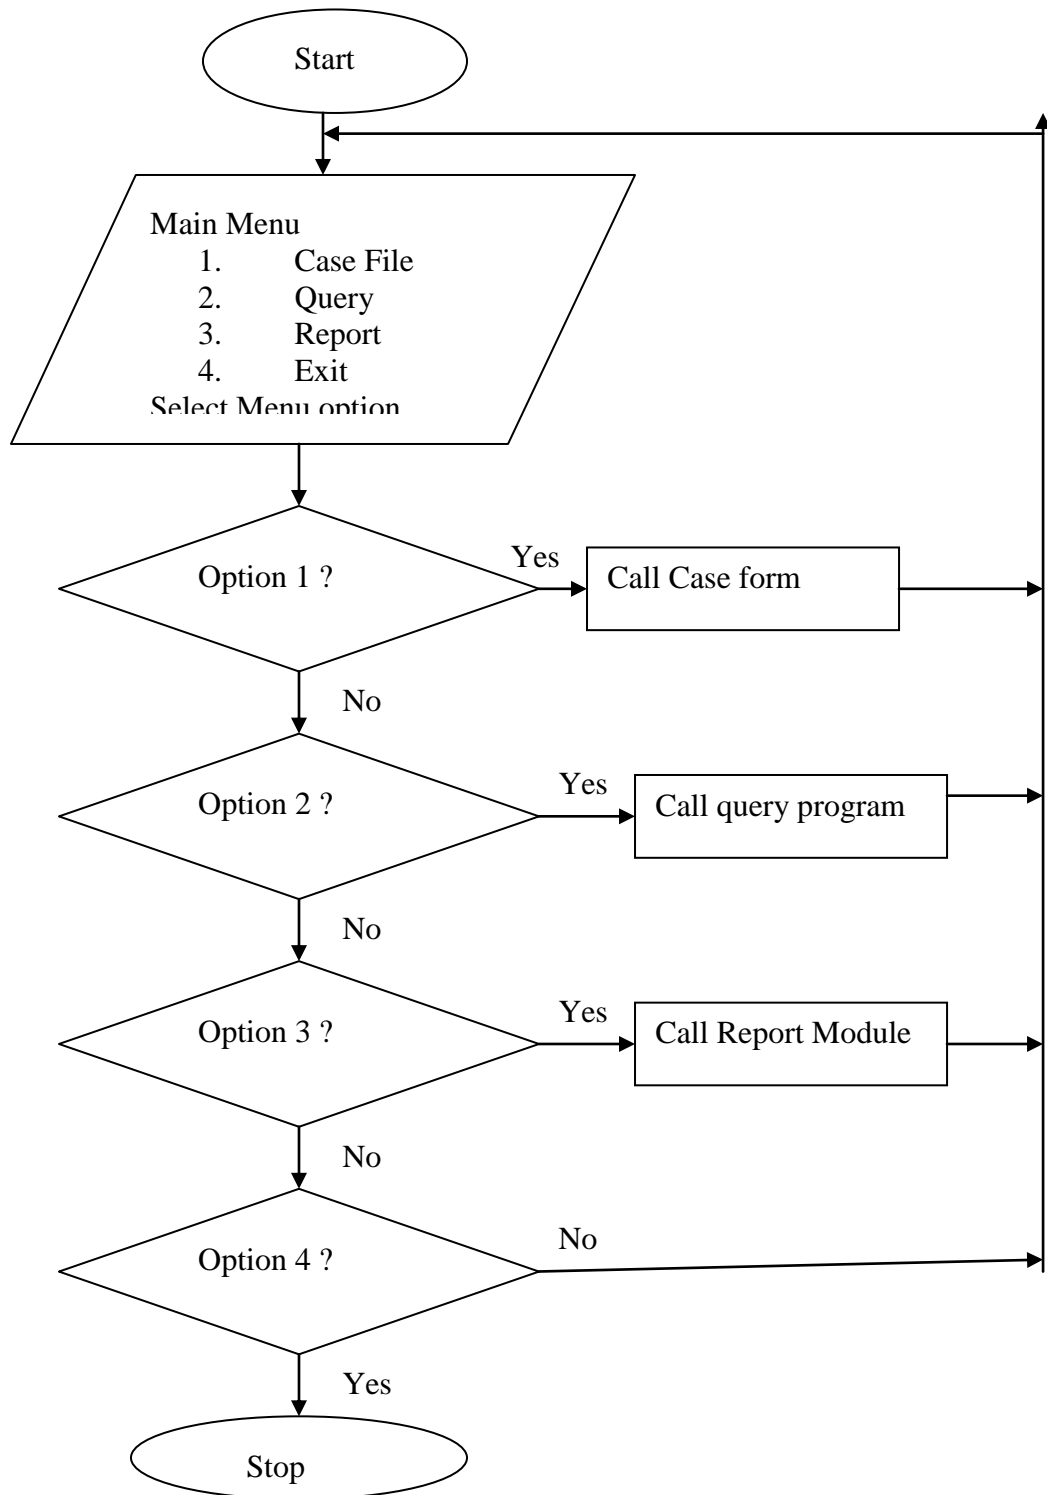 Start
Main Menu
1. Case File
2. Query
3. Report
4. Exit
Select Menu option
Option 1 ?
Yes
Call Case form
No
Option 2 ?
Yes
Call query program
No
Option 3 ?
Yes
Call Report Module
No
Option 4 ?
No
Yes
Stop